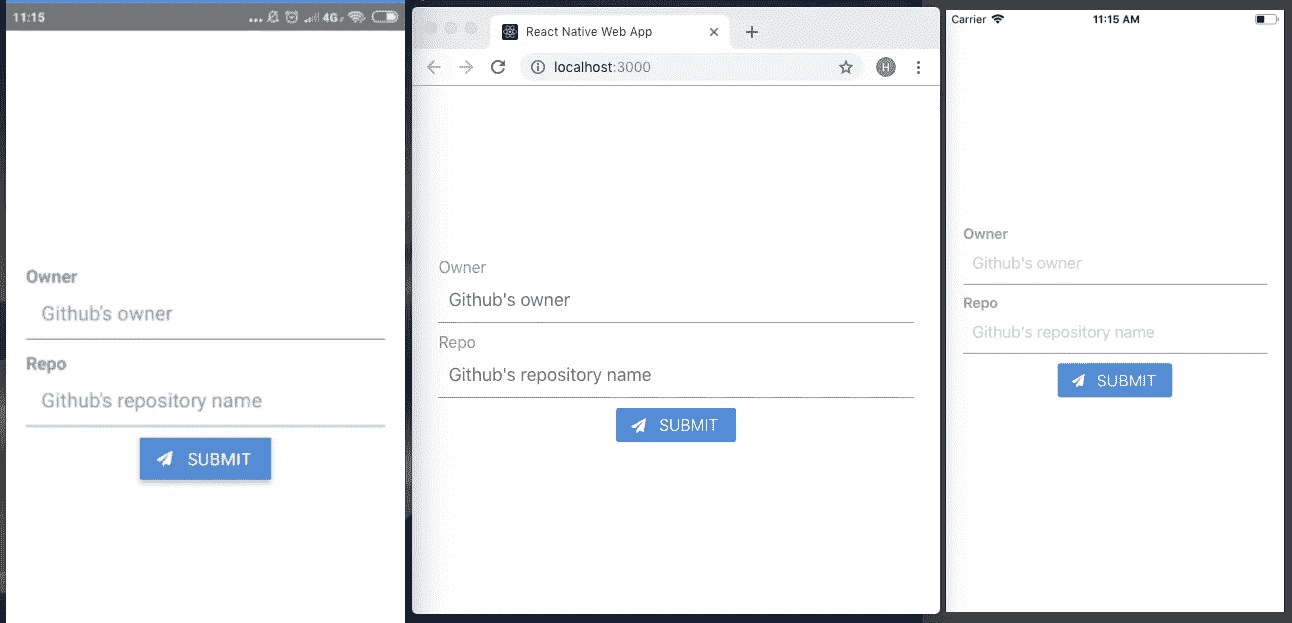 11:15
4G
Owner
Github's owner
Repo
Github's repository name
SUBMIT
React Native Web App
localhost:3000
H
Owner
Github's owner
Repo
Github's repository name
SUBMIT
Carrier
11:15 AM
Owner
Github's owner
Repo
Github's repository name
SUBMIT